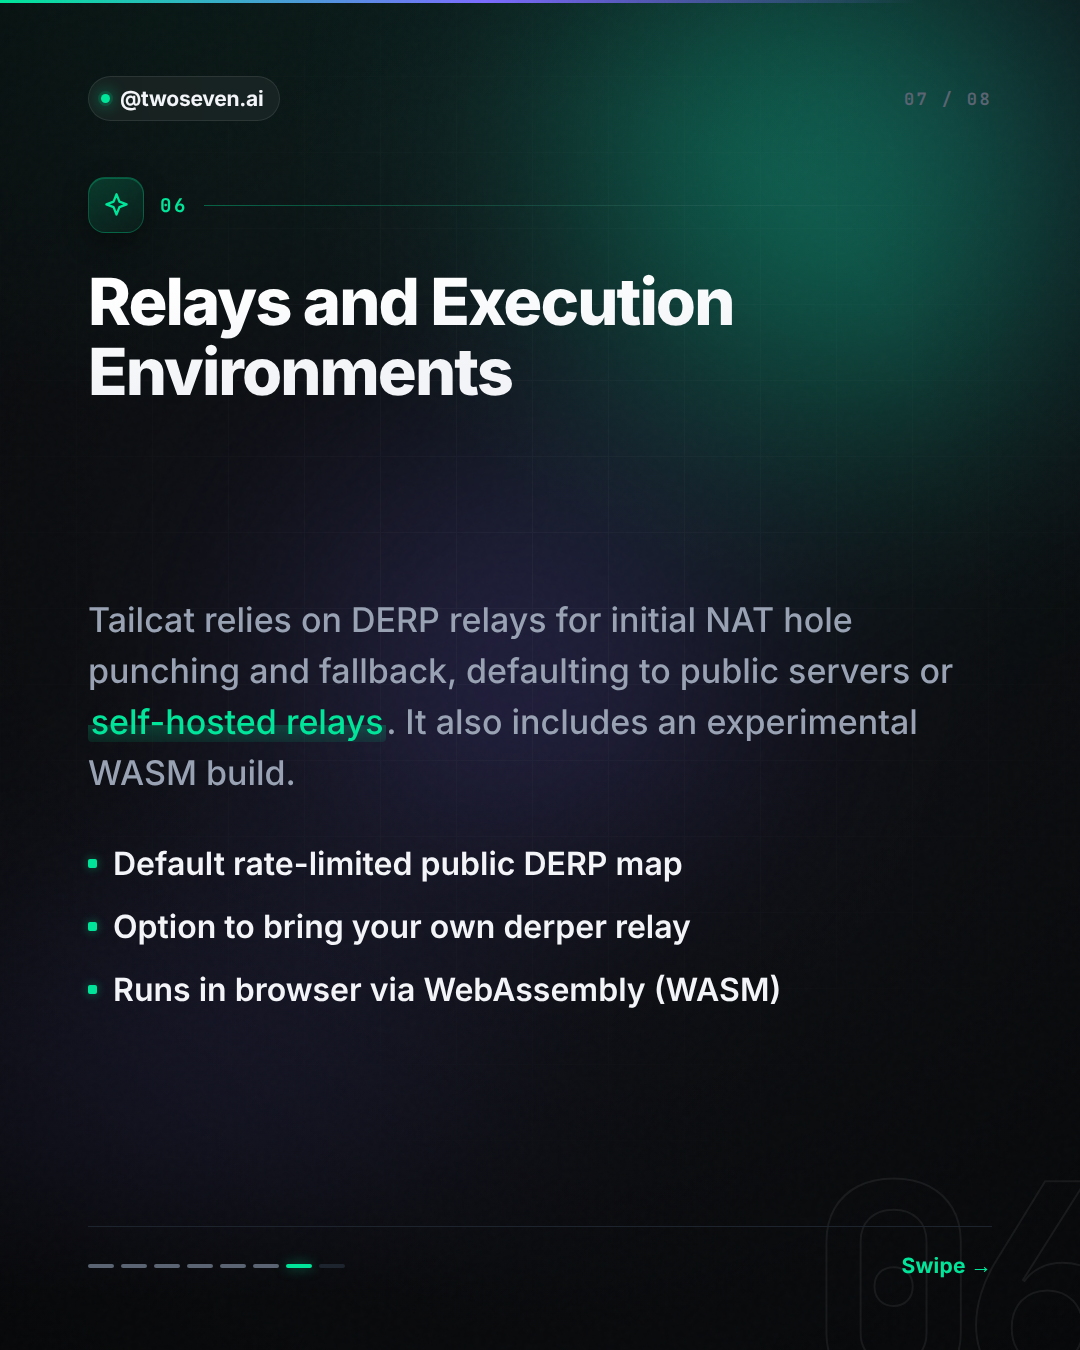 @twoseven.ai
07 / 08
06
Relays and Execution
Environments
Tailcat relies on DERP relays for initial NAT hole
punching and fallback, defaulting to public servers or
self-hosted relays. It also includes an experimental
WASM build.
Default rate-limited public DERP map
Option to bring your own derper relay
Runs in browser via WebAssembly (WASM)
06
Swipe →